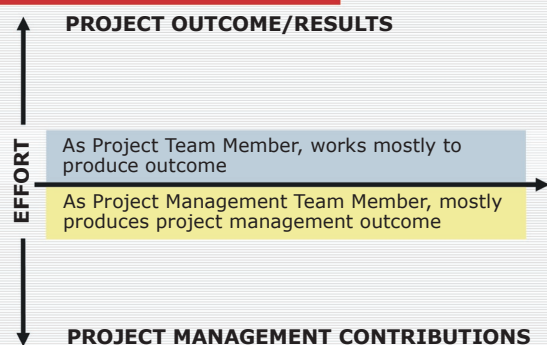 PROJECT OUTCOME/RESULTS
EFFORT
As Project Team Member, works mostly to
produce outcome
As Project Management Team Member, mostly
produces project management outcome
PROJECT MANAGEMENT CONTRIBUTIONS